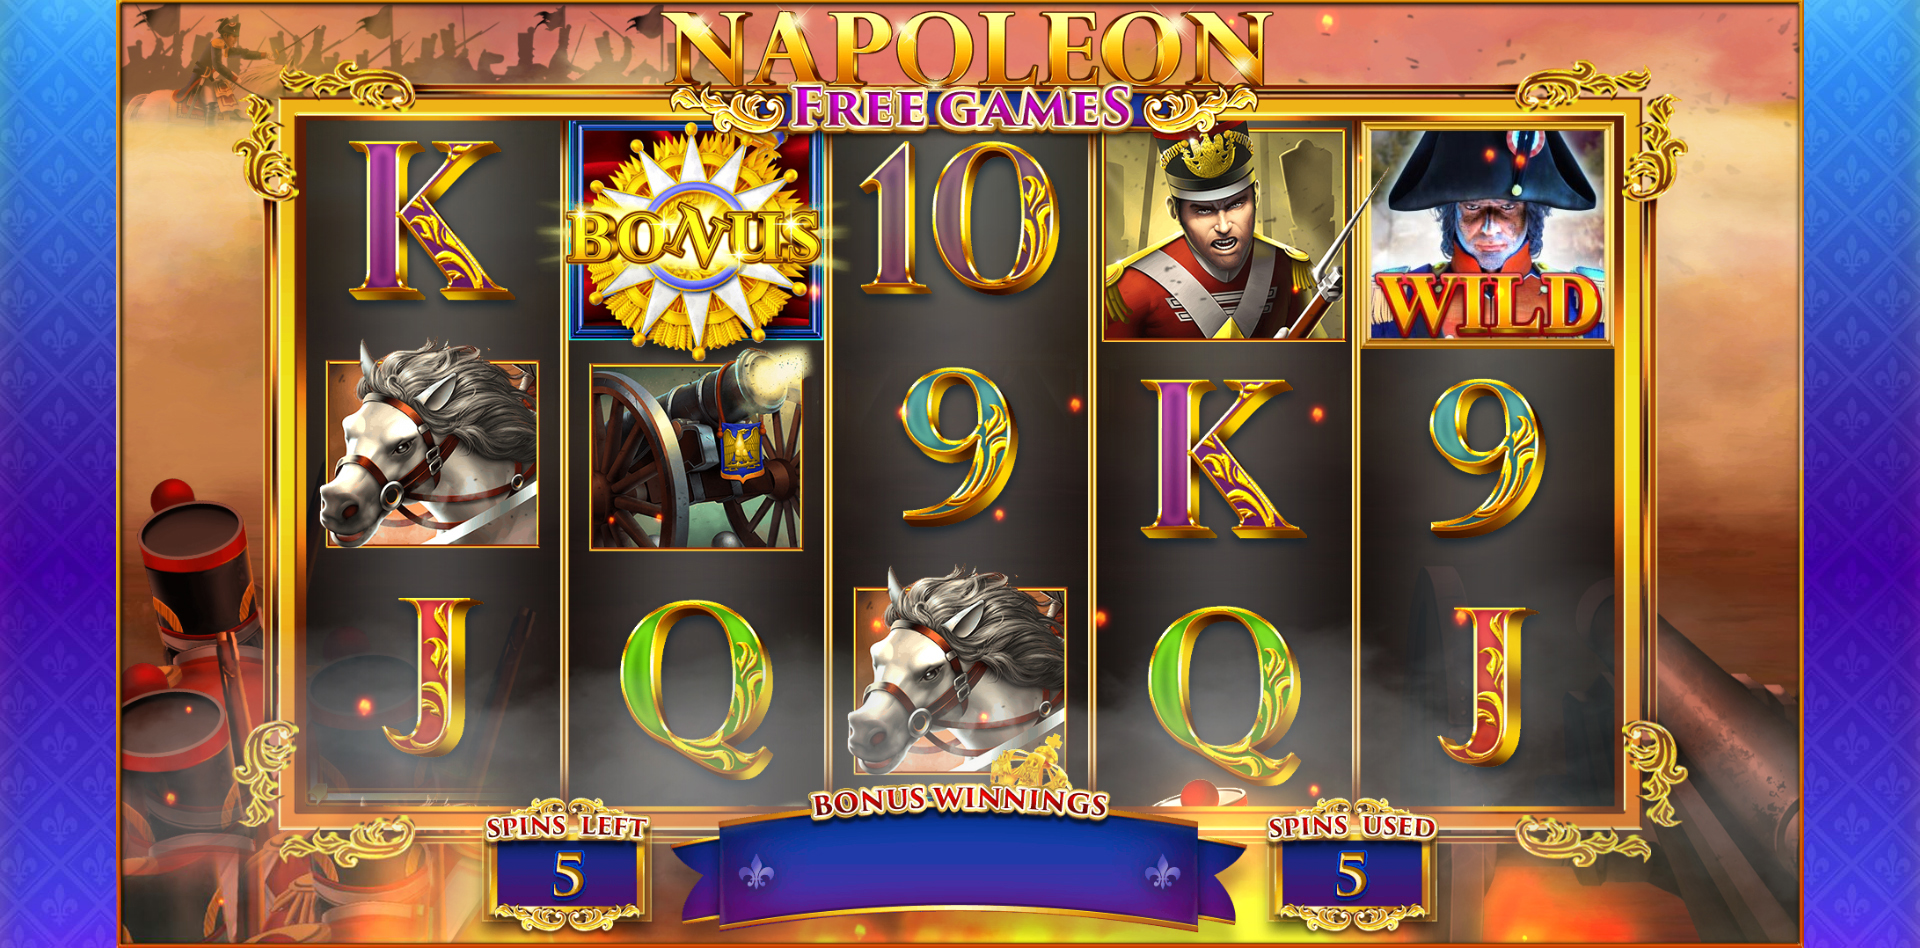 NAPOLEON
FREE GAMES
K BONUS 10 WILD
9 K 9
J Q Q J
BONUS WINNINGS
SPINS LEFT
5
SPINS USED
5